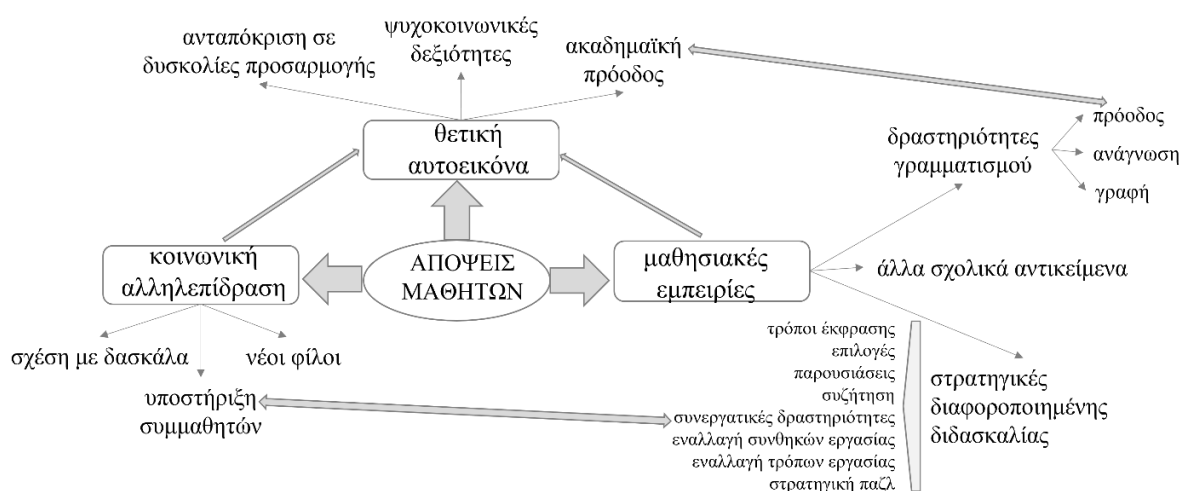 ανταπόκριση σε
δυσκολίες προσαρμογής
ψυχοκοινωνικές
δεξιότητες
ακαδημαϊκή
πρόοδος
θετική
αυτοεικόνα
δραστηριότητες
γραμματισμού
πρόοδος
ανάγνωση
γραφή
κοινωνική
αλληλεπίδραση
ΑΠΟΨΕΙΣ
ΜΑΘΗΤΩΝ
μαθησιακές
εμπειρίες
άλλα σχολικά αντικείμενα
σχέση με δασκάλα
νέοι φίλοι
υποστήριξη
συμμαθητών
τρόποι έκφρασης
επιλογές
παρουσιάσεις
συζήτηση
συνεργατικές δραστηριότητες
εναλλαγή συνθηκών εργασίας
εναλλαγή τρόπων εργασίας
στρατηγική παζλ
στρατηγικές
διαφοροποιημένης
διδασκαλίας